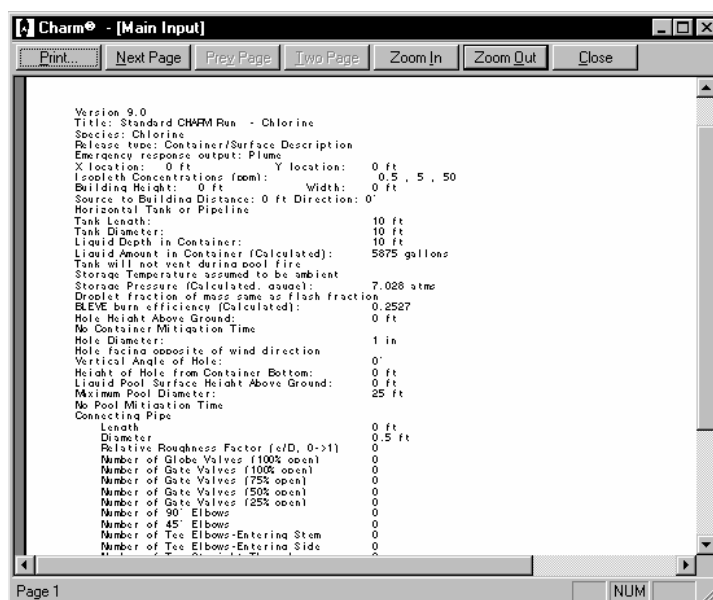 Charm® - [Main Input]
Print... Next Page Prev Page Two Page Zoom In Zoom Out Close
Version 9.0
Title: Standard CHARM Run - Chlorine
Species: Chlorine
Release type: Container/Surface Description
Emergency response output: Plume
X location: 0 ft Y location: 0 ft
Isopleth Concentrations (ppm): 0.5 , 5 , 50
Building Height: 0 ft Width: 0 ft
Source to Building Distance: 0 ft Direction: 0°
Horizontal Tank or Pipeline
Tank Length: 10 ft
Tank Diameter: 10 ft
Liquid Depth in Container: 10 ft
Liquid Amount in Container (Calculated): 5875 gallons
Tank will not vent during pool fire
Storage Temperature assumed to be ambient
Storage Pressure (Calculated, gauge): 7.028 atms
Droplet fraction of mass same as flash fraction
BLEVE burn efficiency (Calculated): 0.2527
Hole Height Above Ground: 0 ft
No Container Mitigation Time
Hole Diameter: 1 in
Hole facing opposite of wind direction
Vertical Angle of Hole: 0°
Height of Hole from Container Bottom: 0 ft
Liquid Pool Surface Height Above Ground: 0 ft
Maximum Pool Diameter: 25 ft
No Pool Mitigation Time
Connecting Pipe
Length 0 ft
Diameter 0.5 ft
Relative Roughness Factor (e/D, 0->1) 0
Number of Globe Valves (100% open) 0
Number of Gate Valves (100% open) 0
Number of Gate Valves (75% open) 0
Number of Gate Valves (50% open) 0
Number of Gate Valves (25% open) 0
Number of 90° Elbows 0
Number of 45° Elbows 0
Number of Tee Elbows-Entering Stem 0
Number of Tee Elbows-Entering Side 0
Page 1 NUM